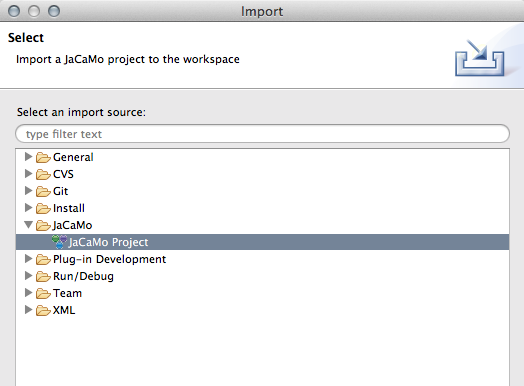 Import
Select
Import a JaCaMo project to the workspace
Select an import source:
type filter text
General
CVS
Git
Install
JaCaMo
JaCaMo Project
Plug-in Development
Run/Debug
Team
XML